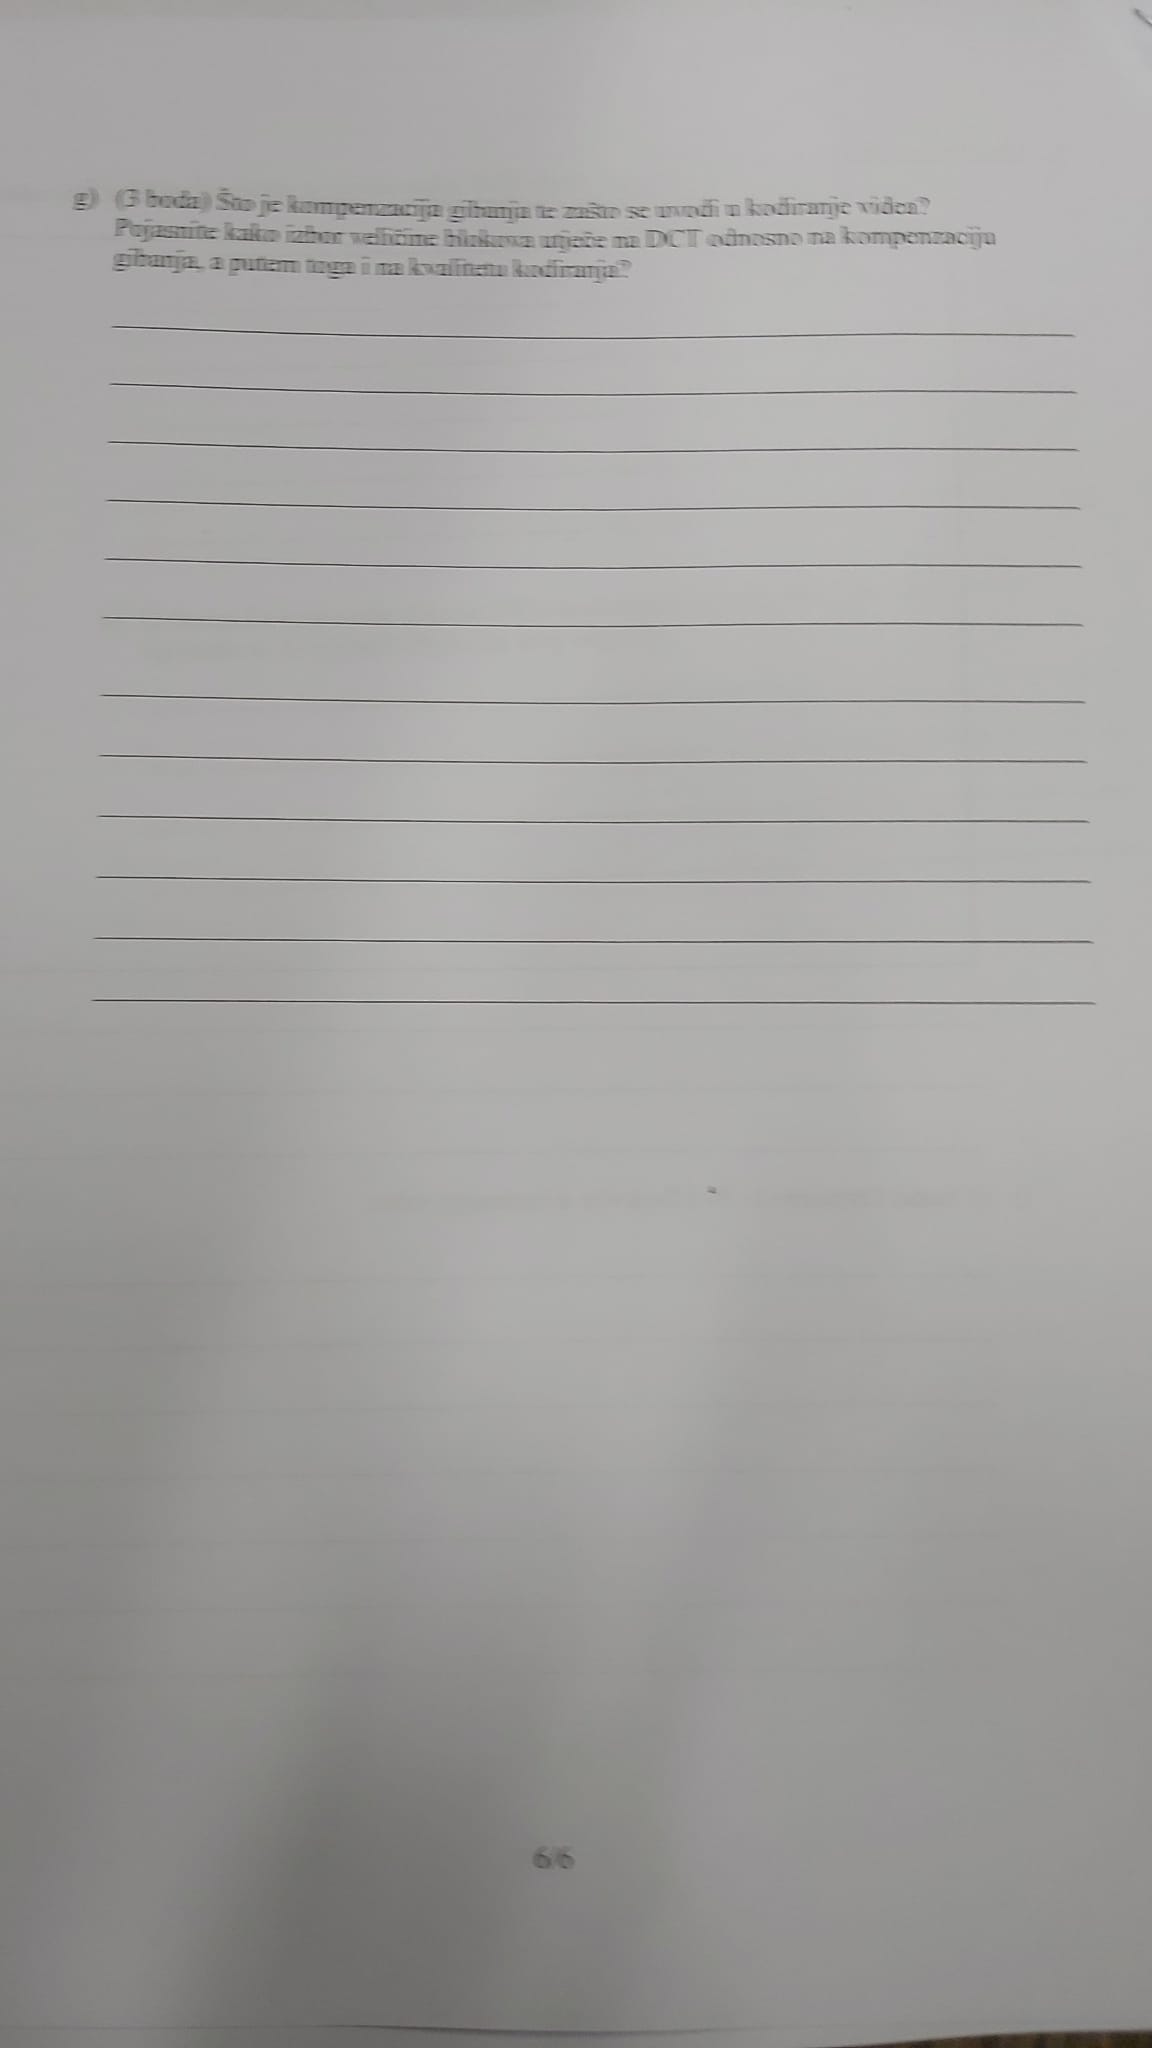 g) (3 boda) Što je kompenzacija gibanja te zašto se uvodi u kodiranje videa?
Pojasnite kako izbor veličine blokova utječe na DCT odnosno na kompenzaciju
gibanja, a putem toga i na kvalitetu kodiranja?
6/6